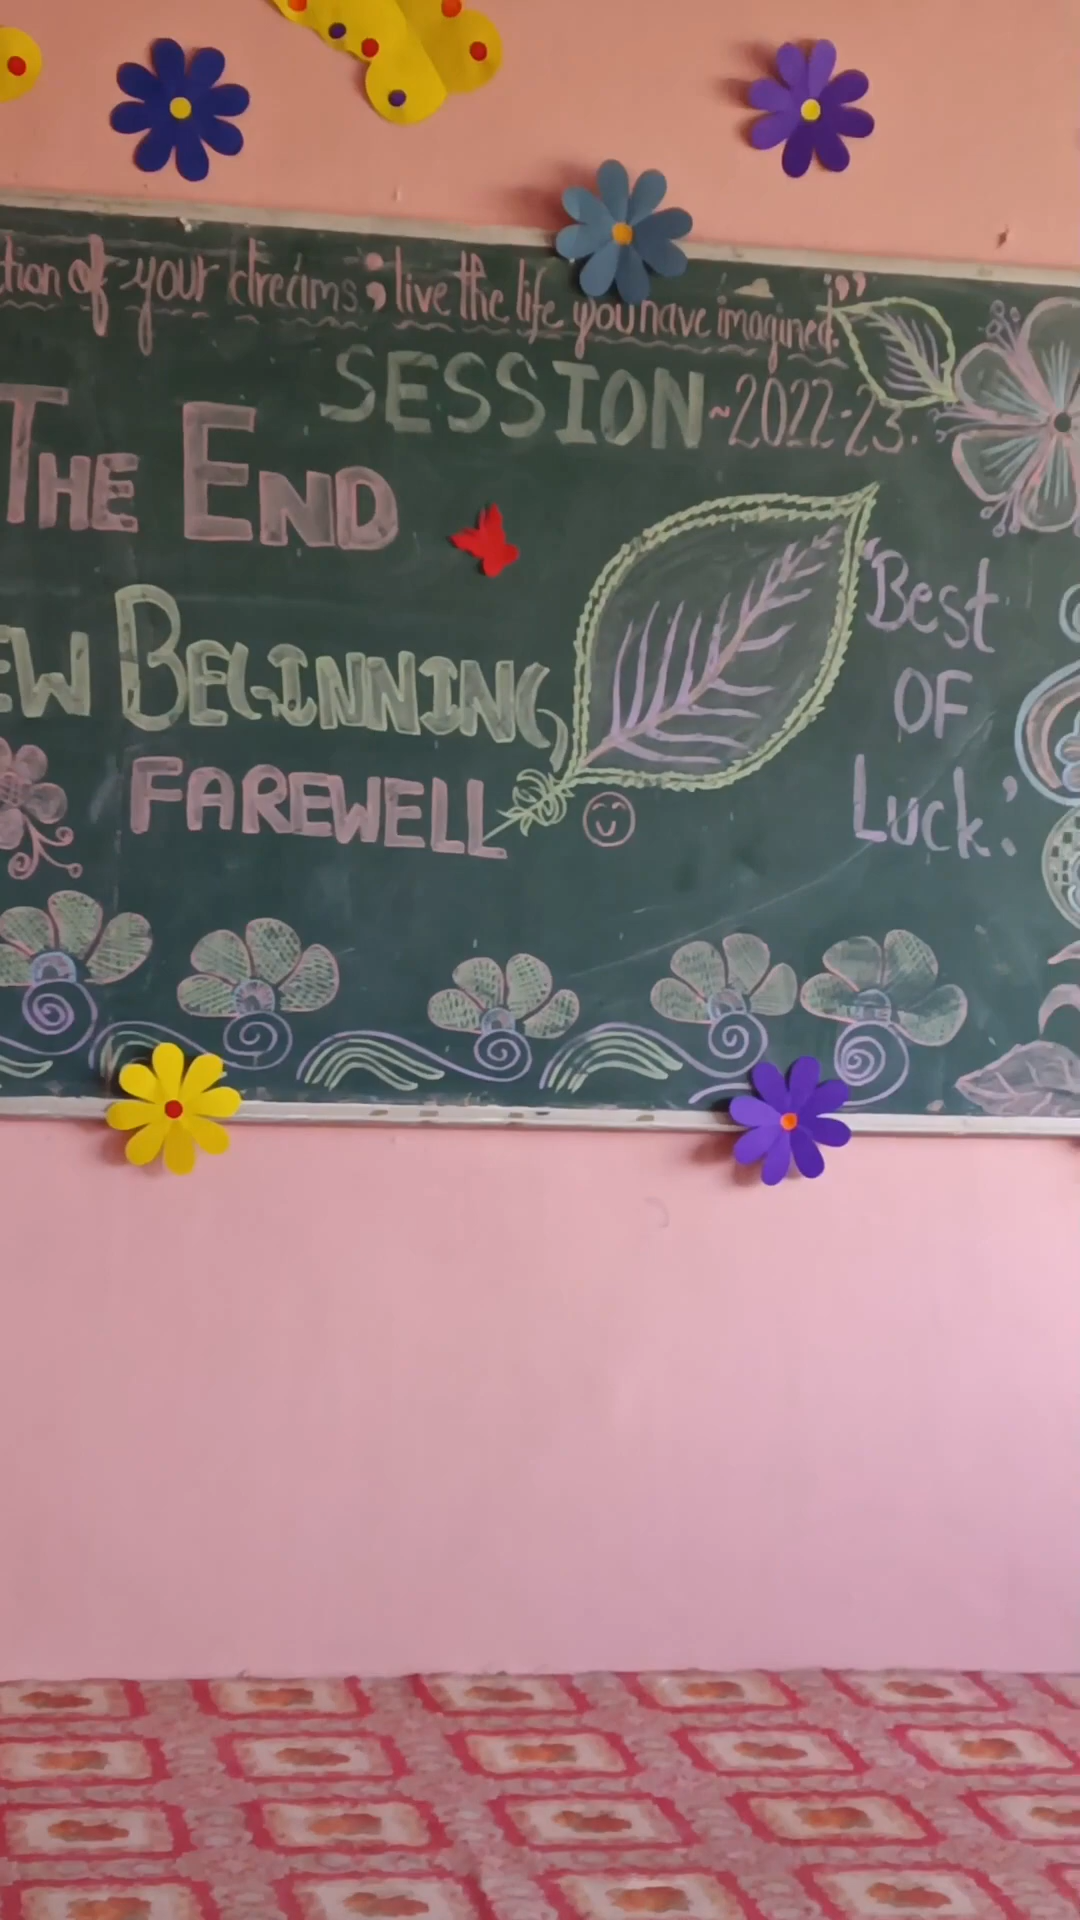 tion of your dreams; live the life you have imagined."
SESSION ~2022-23.
THE END
EW BEGINNING
FAREWELL
"Best
OF
Luck."